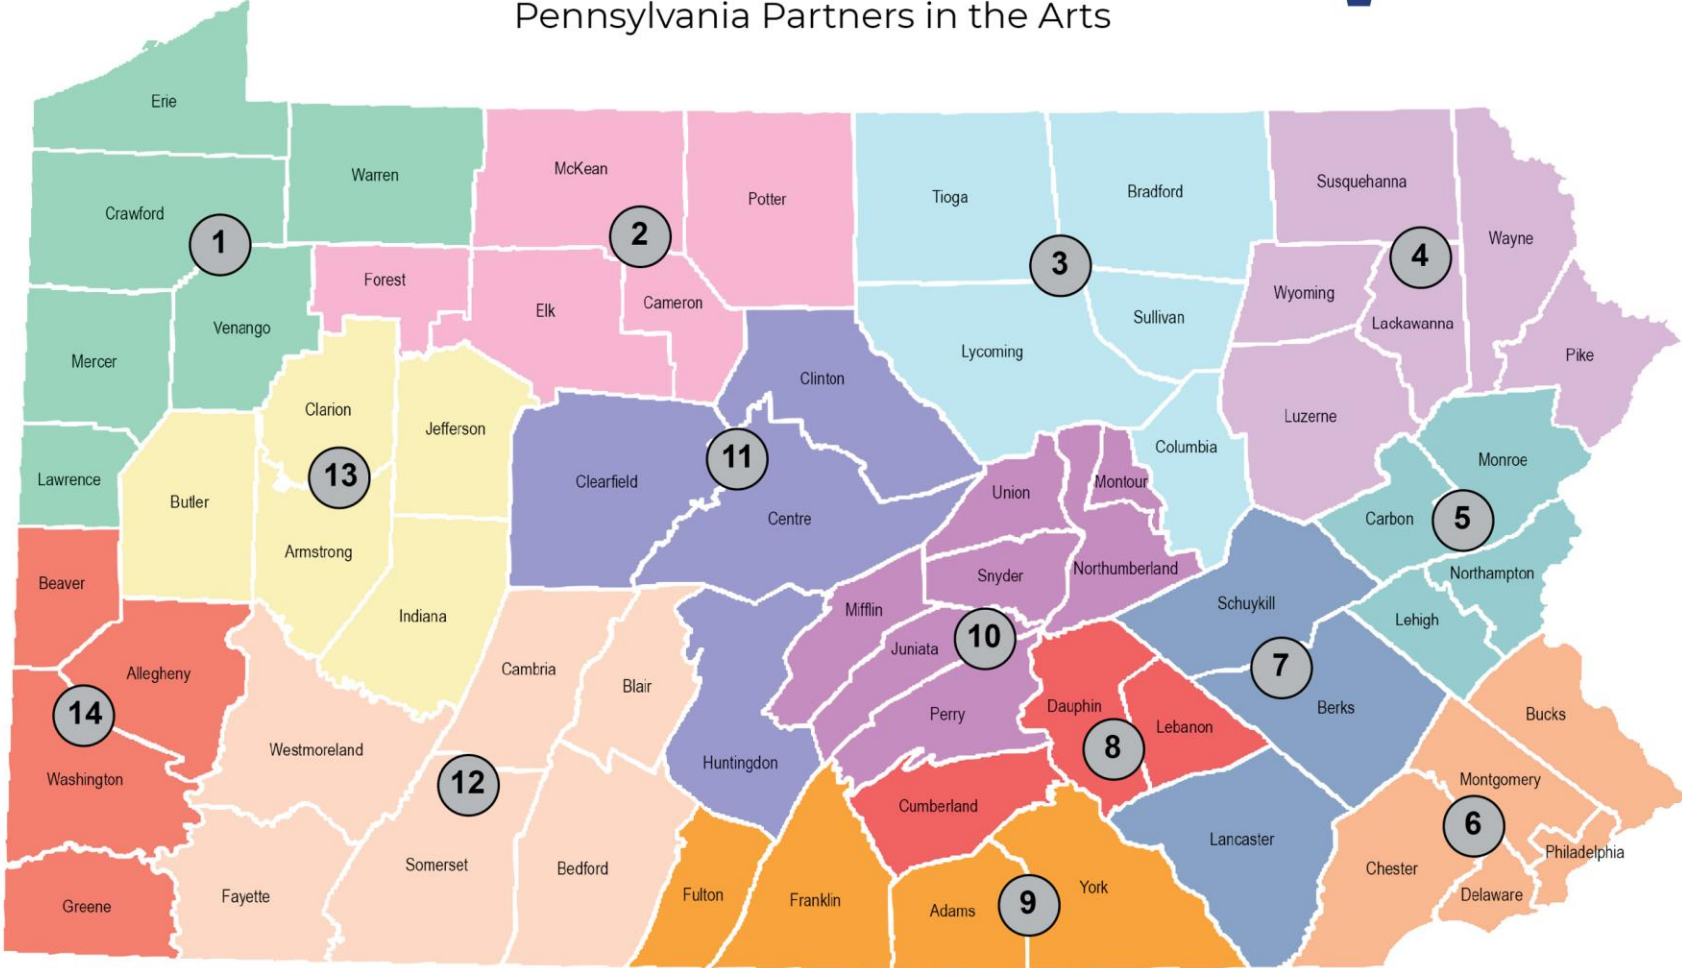 Pennsylvania Partners in the Arts
Erie
Warren
McKean
Potter
Tioga
Bradford
Susquehanna
Wayne
Crawford
1
2
3
4
Forest
Elk
Cameron
Venango
Mercer
Lycoming
Sullivan
Wyoming
Lackawanna
Pike
Clinton
Clarion
Jefferson
Luzerne
Columbia
Monroe
Lawrence
Butler
13
Clearfield
11
Centre
Union
Montour
Carbon
5
Armstrong
Beaver
Indiana
Snyder
Northumberland
Northampton
Mifflin
Schuykill
Lehigh
Juniata
10
7
Allegheny
Cambria
Blair
Perry
Dauphin
Lebanon
Berks
Bucks
14
Westmoreland
Huntingdon
8
Washington
12
Cumberland
Montgomery
6
Lancaster
Philadelphia
Somerset
Bedford
Chester
Greene
Fayette
Fulton
Franklin
Adams
9
York
Delaware